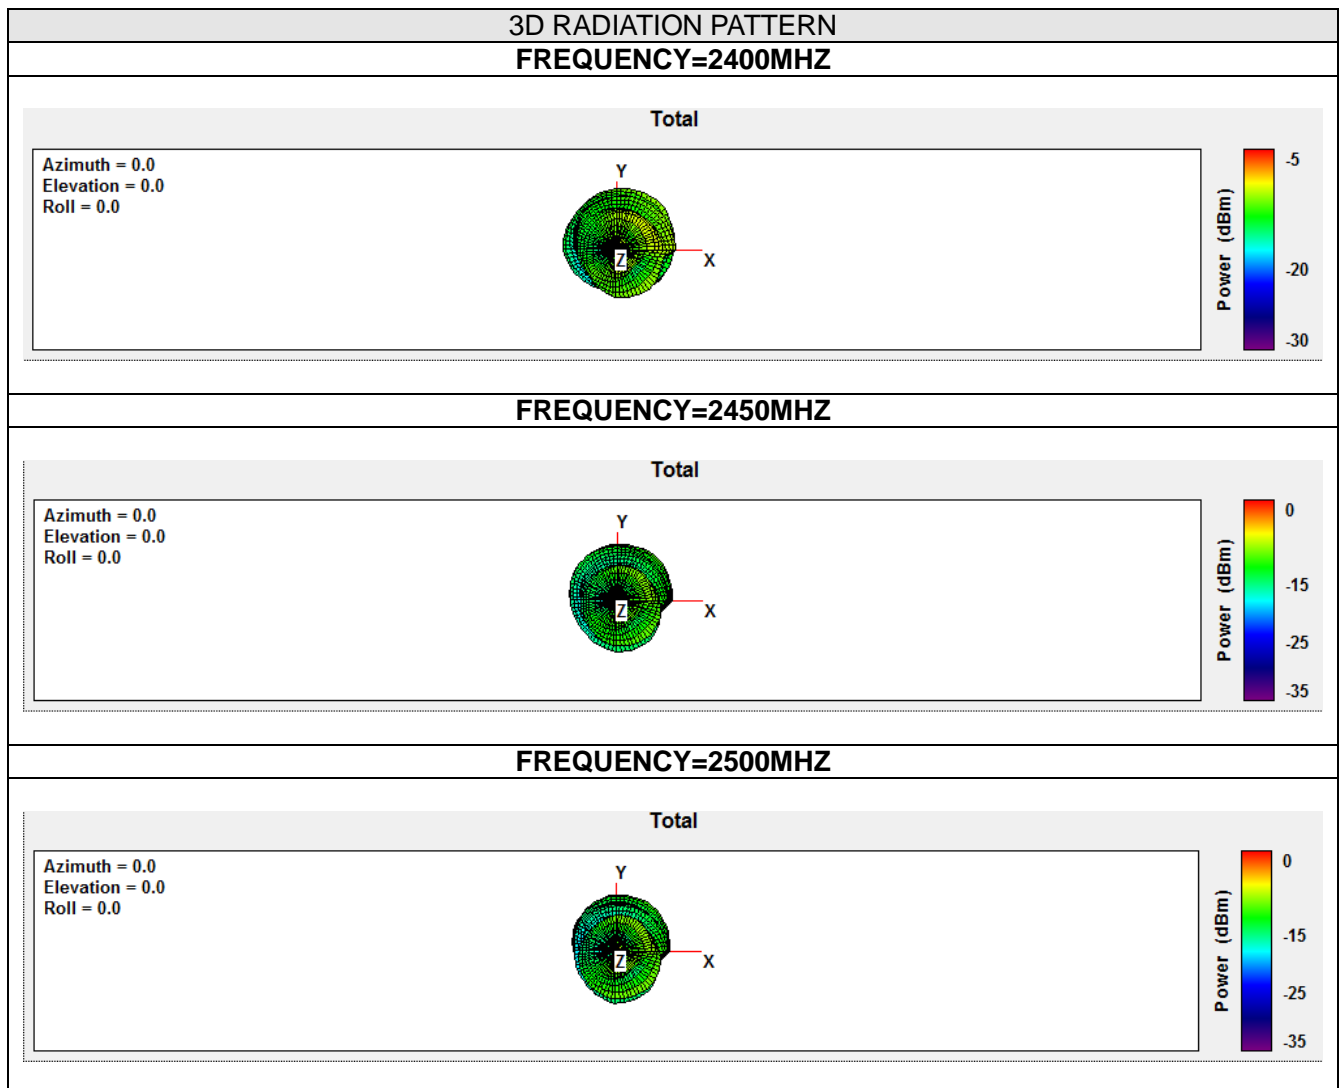 3D RADIATION PATTERN
FREQUENCY=2400MHZ
Total
Azimuth = 0.0
Elevation = 0.0
Roll = 0.0
Y
Z
X
Power (dBm)
-5
-20
-30
FREQUENCY=2450MHZ
Total
Azimuth = 0.0
Elevation = 0.0
Roll = 0.0
Y
Z
X
Power (dBm)
0
-15
-25
-35
FREQUENCY=2500MHZ
Total
Azimuth = 0.0
Elevation = 0.0
Roll = 0.0
Y
Z
X
Power (dBm)
0
-15
-25
-35